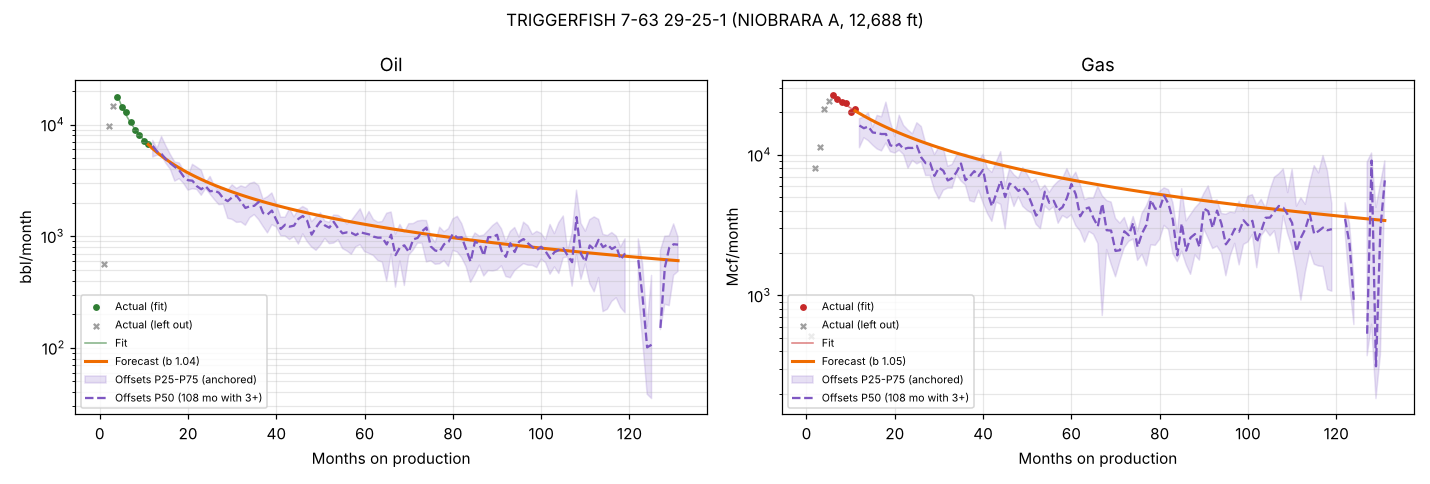 TRIGGERFISH 7-63 29-25-1 (NIOBRARA A, 12,688 ft)
Oil
bbl/month
10⁴
10³
10²
Actual (fit)
Actual (left out)
Fit
Forecast (b 1.04)
Offsets P25-P75 (anchored)
Offsets P50 (108 mo with 3+)
0 20 40 60 80 100 120
Months on production
Gas
Mcf/month
10⁴
10³
Actual (fit)
Actual (left out)
Fit
Forecast (b 1.05)
Offsets P25-P75 (anchored)
Offsets P50 (108 mo with 3+)
0 20 40 60 80 100 120
Months on production